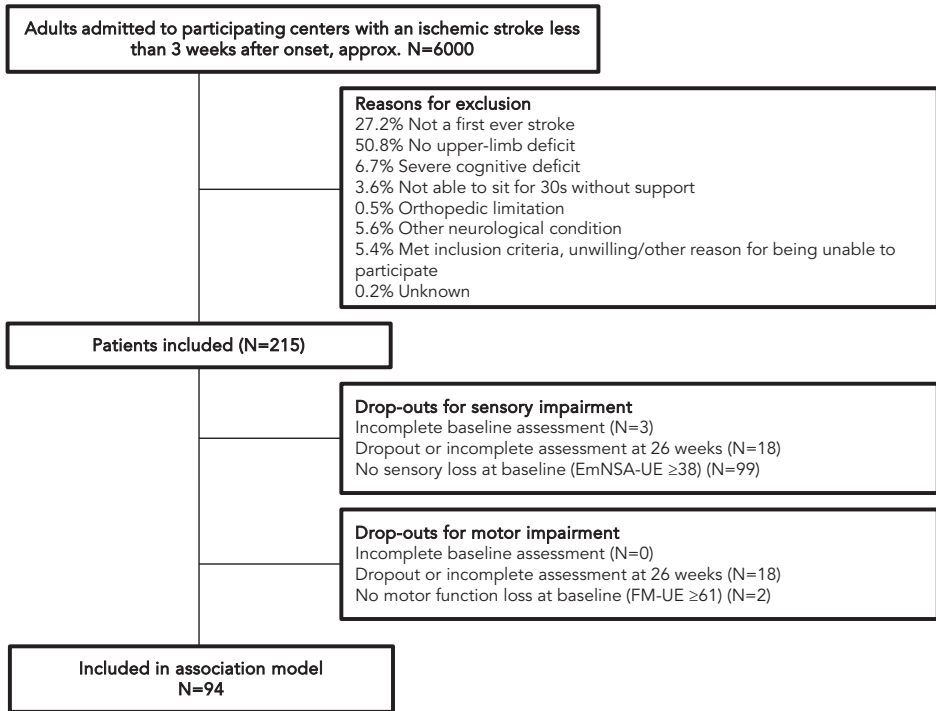 Adults admitted to participating centers with an ischemic stroke less
than 3 weeks after onset, approx. N=6000
Reasons for exclusion
27.2% Not a first ever stroke
50.8% No upper-limb deficit
6.7% Severe cognitive deficit
3.6% Not able to sit for 30s without support
0.5% Orthopedic limitation
5.6% Other neurological condition
5.4% Met inclusion criteria, unwilling/other reason for being unable to
participate
0.2% Unknown
Patients included (N=215)
Drop-outs for sensory impairment
Incomplete baseline assessment (N=3)
Dropout or incomplete assessment at 26 weeks (N=18)
No sensory loss at baseline (EmNSA-UE ≥38) (N=99)
Drop-outs for motor impairment
Incomplete baseline assessment (N=0)
Dropout or incomplete assessment at 26 weeks (N=18)
No motor function loss at baseline (FM-UE ≥61) (N=2)
Included in association model
N=94